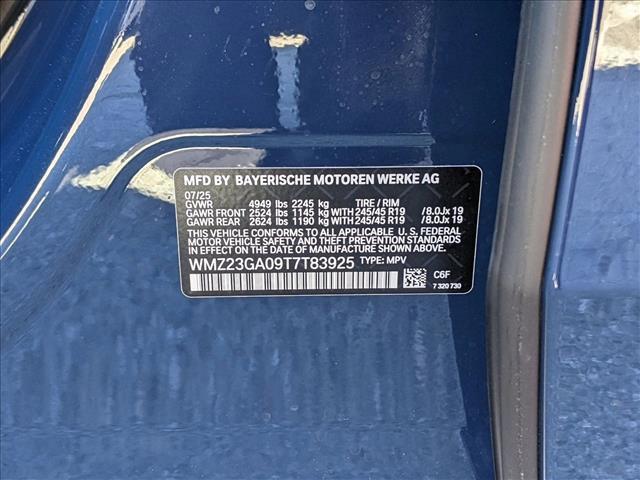 MFD BY BAYERISCHE MOTOREN WERKE AG
07/25
GVWR 4949 lbs 2245 kg TIRE / RIM
GAWR FRONT 2524 lbs 1145 kg WITH 245/45 R19 /8.0Jx19
GAWR REAR 2624 lbs 1190 kg WITH 245/45 R19 /8.0Jx19
THIS VEHICLE CONFORMS TO ALL APPLICABLE U. S. FEDERAL
MOTOR VEHICLE SAFETY, BUMPER, AND THEFT PREVENTION
STANDARDS IN EFFECT ON THE DATE OF MANUFACTURE SHOWN ABOVE.
WMZ23GA09T7T83925 TYPE: MPV
C6F
7 320 730